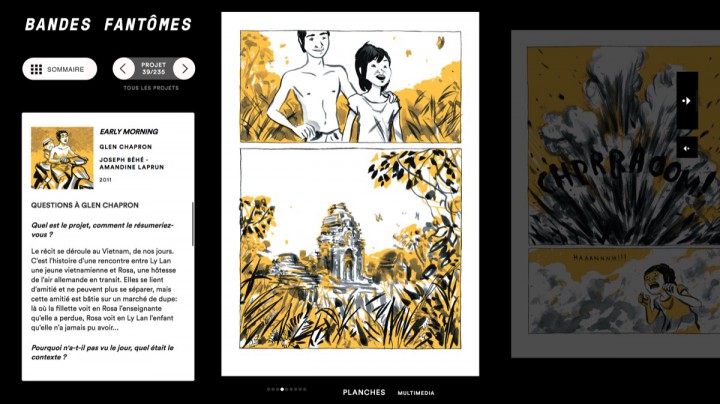 BANDES FANTÔMES
SOMMAIRE
PROJET
39/235
TOUS LES PROJETS
EARLY MORNING
GLEN CHAPRON
JOSEPH BÉHÉ -
AMANDINE LAPRUN
2011
QUESTIONS À GLEN CHAPRON
Quel est le projet, comment le résumeriez-
vous ?
Le récit se déroule au Vietnam, de nos jours.
C'est l'histoire d'une rencontre entre Ly Lan
une jeune vietnamienne et Rosa, une hôtesse
de l'air allemande en transit. Elles se lient
d'amitié et ne peuvent plus se séparer, mais
cette amitié est bâtie sur un marché de dupe:
là où la fillette voit en Rosa l'enseignante
qu'elle a perdue, Rosa voit en Ly Lan l'enfant
qu'elle n'a jamais pu avoir...
Pourquoi n'a-t-il pas vu le jour, quel était le
contexte ?
PLANCHES
MULTIMEDIA